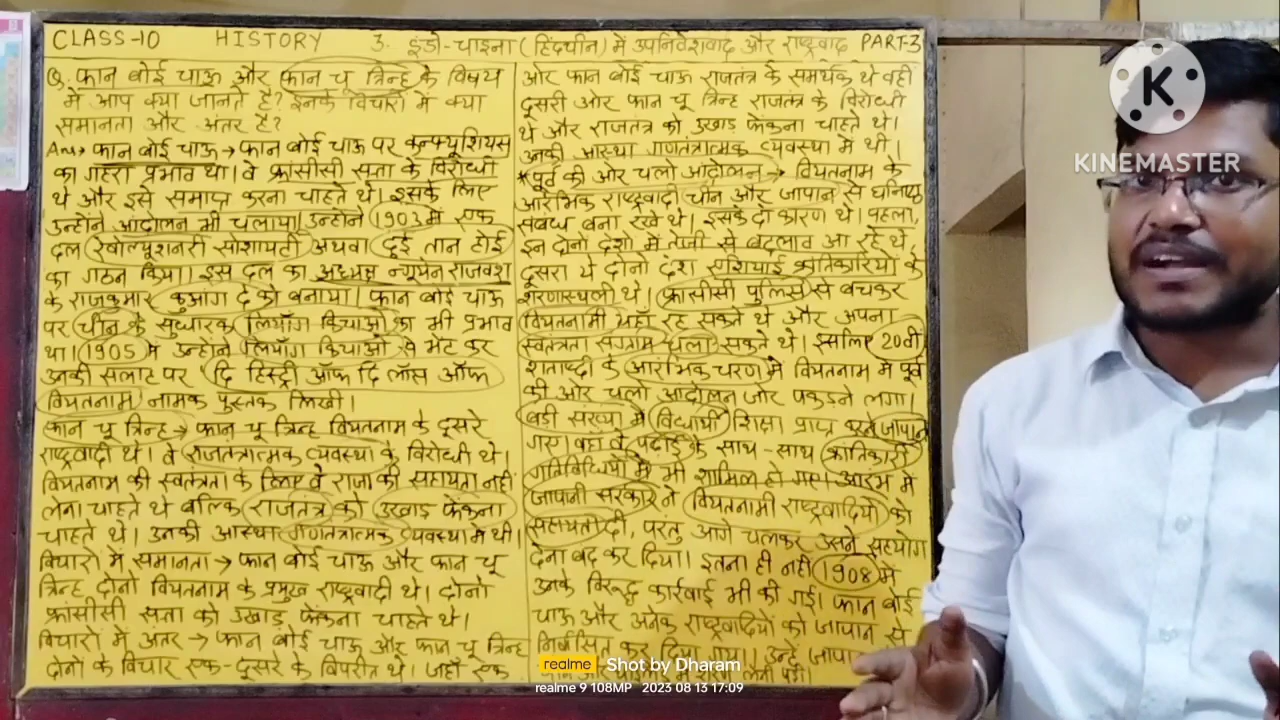 CLASS-10 HISTORY 3. इंडो-चाइना (हिंदचीन) में उपनिवेशवाद और राष्ट्रवाद PART-3
Q. फान बोई चाऊ और फान चू त्रिन्ह के विषय
में आप क्या जानते हैं? इनके विचारों में क्या
समानता और अंतर है?
Ans→ फान बोई चाऊ → फान बोई चाऊ पर कन्फ्यूशियस
का गहरा प्रभाव था। वे फ्रांसीसी सत्ता के विरोधी
थे और इसे समाप्त करना चाहते थे। इसके लिए
उन्होंने आंदोलन भी चलाया। उन्होंने 1903 में एक
दल रेवोल्यूशनरी सोसायटी अथवा दुई तान होई
का गठन किया। इस दल का अध्यक्ष न्यूयेन राजवंश
के राजकुमार कुआंग दे को बनाया। फान बोई चाऊ
पर चीन के सुधारक लियाँग किचाओ का भी प्रभाव
था। 1905 में उन्होंने लियाँग किचाओ से भेंट कर
उनकी सलाह पर 'दि हिस्ट्री ऑफ दि लॉस ऑफ
वियतनाम' नामक पुस्तक लिखी।
फान चू त्रिन्ह → फान चू त्रिन्ह वियतनाम के दूसरे
राष्ट्रवादी थे। वे राजतंत्रात्मक व्यवस्था के विरोधी थे।
वियतनाम की स्वतंत्रता के लिए वे राजा की सहायता नहीं
लेना चाहते थे बल्कि राजतंत्र को उखाड़ फेंकना
चाहते थे। उनकी आस्था गणतंत्रात्मक व्यवस्था में थी।
विचारों में समानता → फान बोई चाऊ और फान चू
त्रिन्ह दोनों वियतनाम के प्रमुख राष्ट्रवादी थे। दोनों
फ्रांसीसी सत्ता को उखाड़ फेंकना चाहते थे।
विचारों में अंतर → फान बोई चाऊ और फान चू त्रिन्ह
दोनों के विचार एक-दूसरे के विपरीत थे। जहाँ एक
ओर फान बोई चाऊ राजतंत्र के समर्थक थे वहीं
दूसरी ओर फान चू त्रिन्ह राजतंत्र के विरोधी
थे और राजतंत्र को उखाड़ फेंकना चाहते थे।
उनकी आस्था गणतंत्रात्मक व्यवस्था में थी।
*पूर्व की ओर चलो आंदोलन → वियतनाम के
आरंभिक राष्ट्रवादी चीन और जापान से घनिष्ठ
संबंध बना रखे थे। इसके दो कारण थे। पहला,
इन दोनों देशों में तेजी से बदलाव आ रहे थे,
दूसरा ये दोनों देश एशियाई क्रांतिकारियों के
शरणास्थली थे। फ्रांसीसी पुलिस से बचकर
वियतनामी यहाँ रह सकते थे और अपना
स्वतंत्रता संग्राम चला सकते थे। इसलिए 20वीं
शताब्दी के आरंभिक चरण में वियतनाम में पूर्व
की ओर चलो आंदोलन जोर पकड़ने लगा।
बड़ी संख्या में विद्यार्थी शिक्षा प्राप्त करने जापान
गए। वहाँ वे पढ़ाई के साथ-साथ क्रांतिकारी
गतिविधियों में भी शामिल हो गए। आरंभ में
जापानी सरकार ने वियतनामी राष्ट्रवादियों को
सहायता दी, परंतु आगे चलकर उसने सहयोग
देना बंद कर दिया। इतना ही नहीं 1908 में
उनके विरूद्ध कार्रवाई भी की गई। फान बोई
चाऊ और अनेक राष्ट्रवादियों को जापान से
निर्वासित कर दिया गया। उन्हें जापा
में शरण लेनी पड़ी।
K
KINEMASTER
realme Shot by Dharam
realme 9 108MP 2023 08 13 17:09